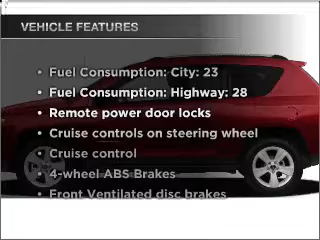 VEHICLE FEATURES
• Fuel Consumption: City: 23
• Fuel Consumption: Highway: 28
• Remote power door locks
• Cruise controls on steering wheel
• Cruise control
• 4-wheel ABS Brakes
• Front Ventilated disc brakes